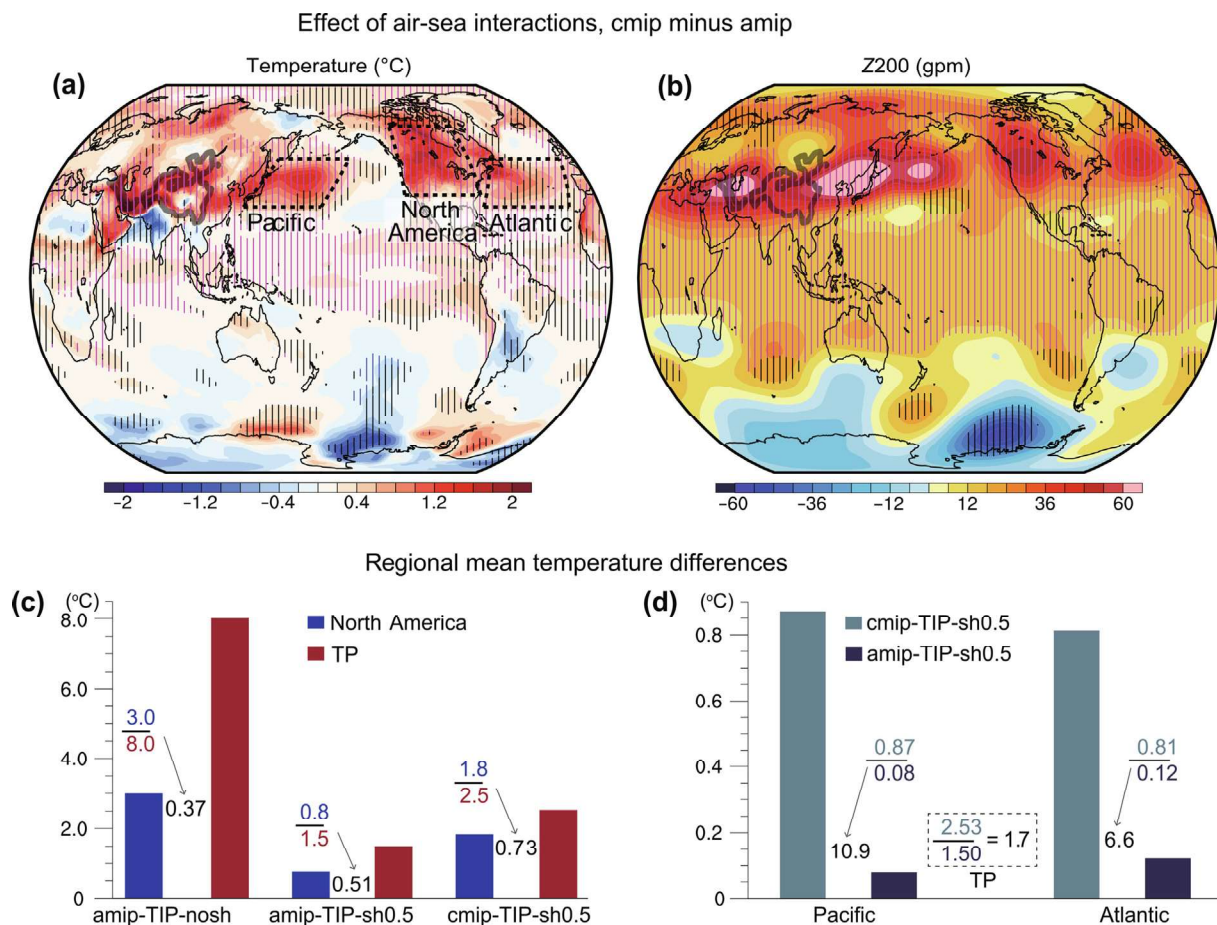 Effect of air-sea interactions, cmip minus amip
(a)
Temperature (°C)
Pacific
North
America
Atlantic
−2 −1.2 −0.4 0.4 1.2 2
(b)
Z200 (gpm)
−60 −36 −12 12 36 60
Regional mean temperature differences
(c)
(°C)
8.0
6.0
4.0
2.0
0
North America
TP
3.0
8.0
0.37
0.8
1.5
0.51
1.8
2.5
0.73
amip-TIP-nosh amip-TIP-sh0.5 cmip-TIP-sh0.5
(d)
(°C)
0.8
0.6
0.4
0.2
0
cmip-TIP-sh0.5
amip-TIP-sh0.5
0.87
0.08
10.9
2.53
1.50
= 1.7
TP
0.81
0.12
6.6
Pacific Atlantic